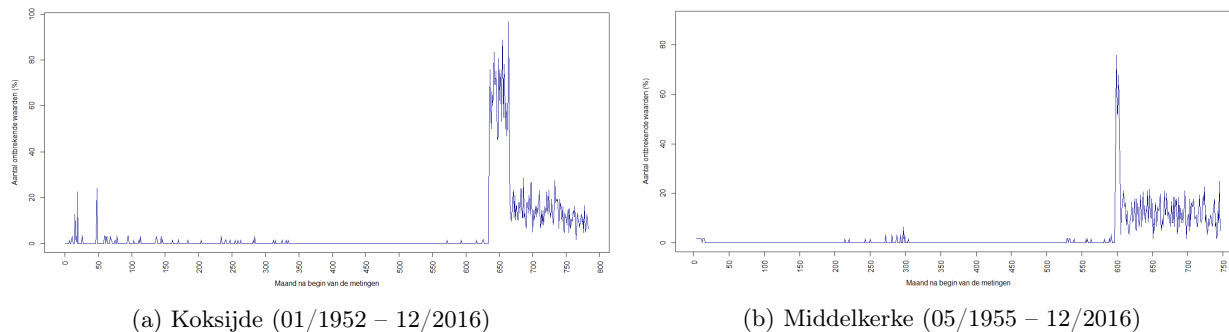 Aantal ontbrekende waarden (%)
0 20 40 60 80 100
0 50 100 150 200 250 300 350 400 450 500 550 600 650 700 750 800
Maand na begin van de metingen
(a) Koksijde (01/1952 – 12/2016)
Aantal ontbrekende waarden (%)
0 20 40 60 80
0 50 100 150 200 250 300 350 400 450 500 550 600 650 700 750
Maand na begin van de metingen
(b) Middelkerke (05/1955 – 12/2016)